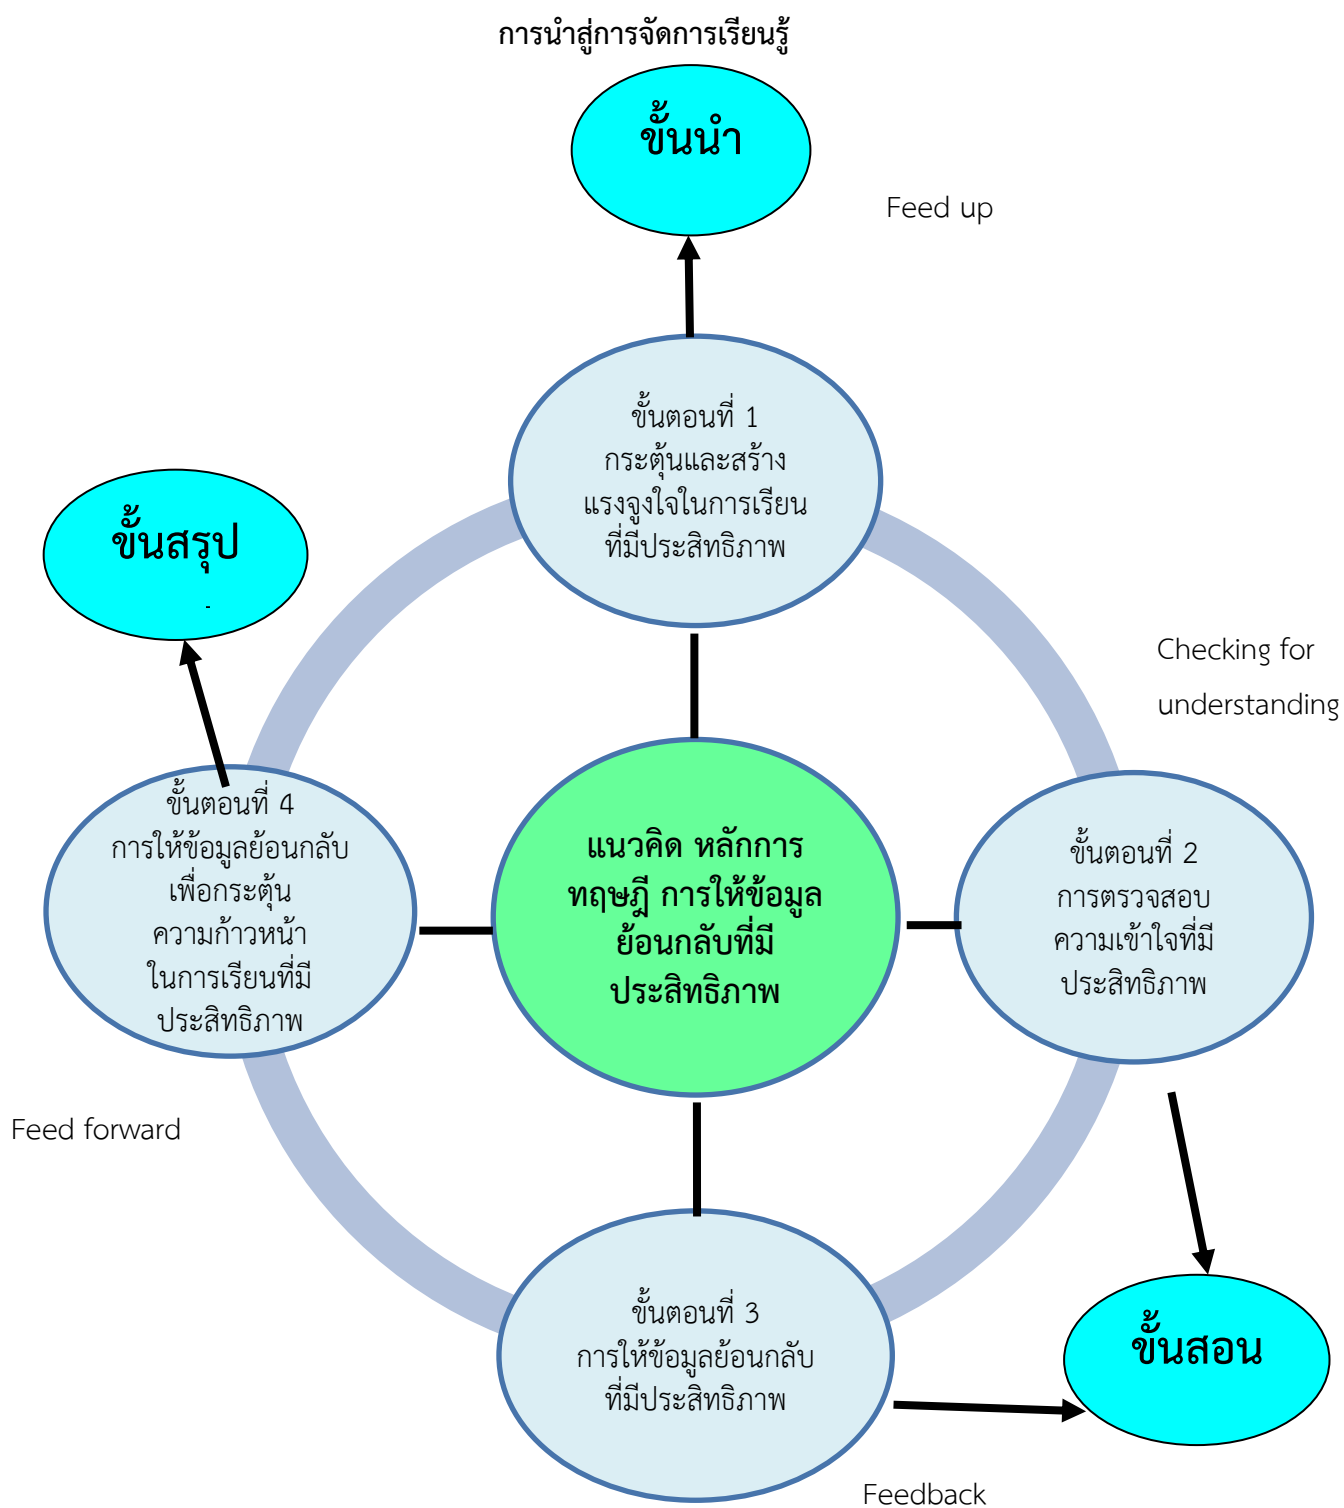 การนำสู่การจัดการเรียนรู้
ขั้นนำ
Feed up
ขั้นตอนที่ 1
กระตุ้นและสร้าง
แรงจูงใจในการเรียน
ที่มีประสิทธิภาพ
ขั้นสรุป
-
Checking for
understanding
ขั้นตอนที่ 4
การให้ข้อมูลย้อนกลับ
เพื่อกระตุ้น
ความก้าวหน้า
ในการเรียนที่มี
ประสิทธิภาพ
แนวคิด หลักการ
ทฤษฎี การให้ข้อมูล
ย้อนกลับที่มี
ประสิทธิภาพ
ขั้นตอนที่ 2
การตรวจสอบ
ความเข้าใจที่มี
ประสิทธิภาพ
Feed forward
ขั้นตอนที่ 3
การให้ข้อมูลย้อนกลับ
ที่มีประสิทธิภาพ
ขั้นสอน
Feedback